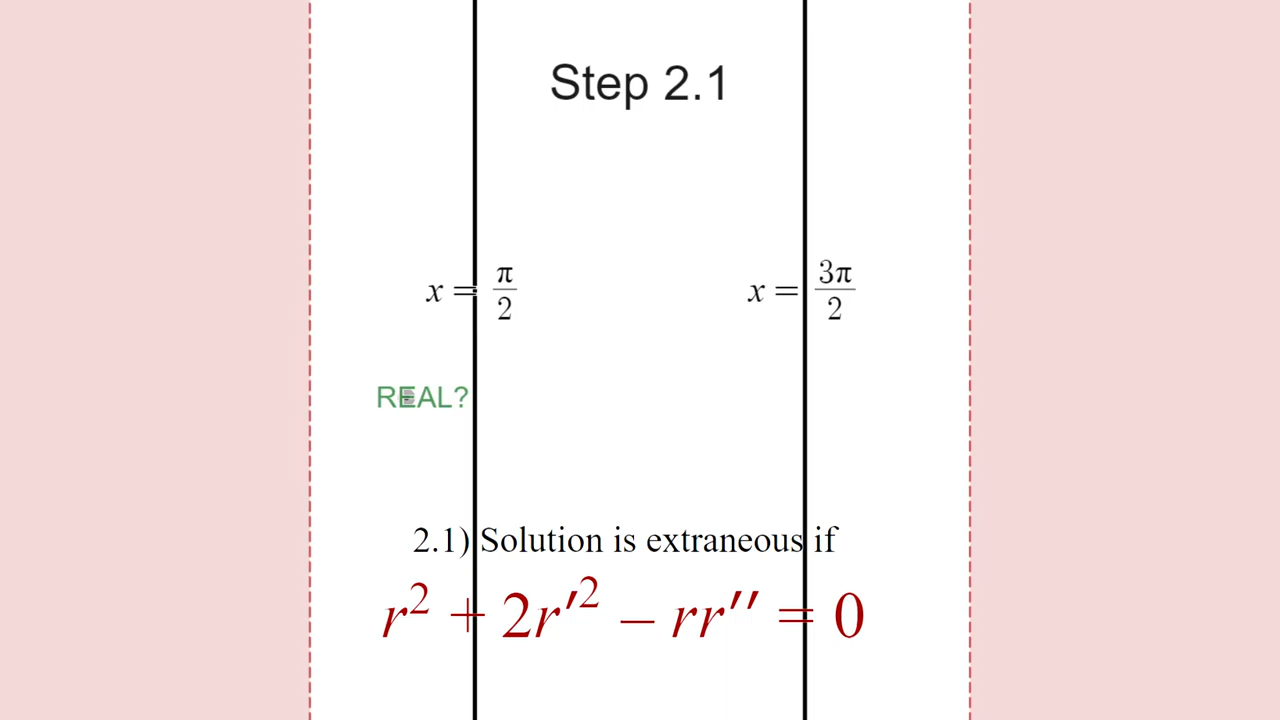 Step 2.1
x = π/2
x = 3π/2
REAL?
2.1) Solution is extraneous if
r² + 2r′² – rr″ = 0